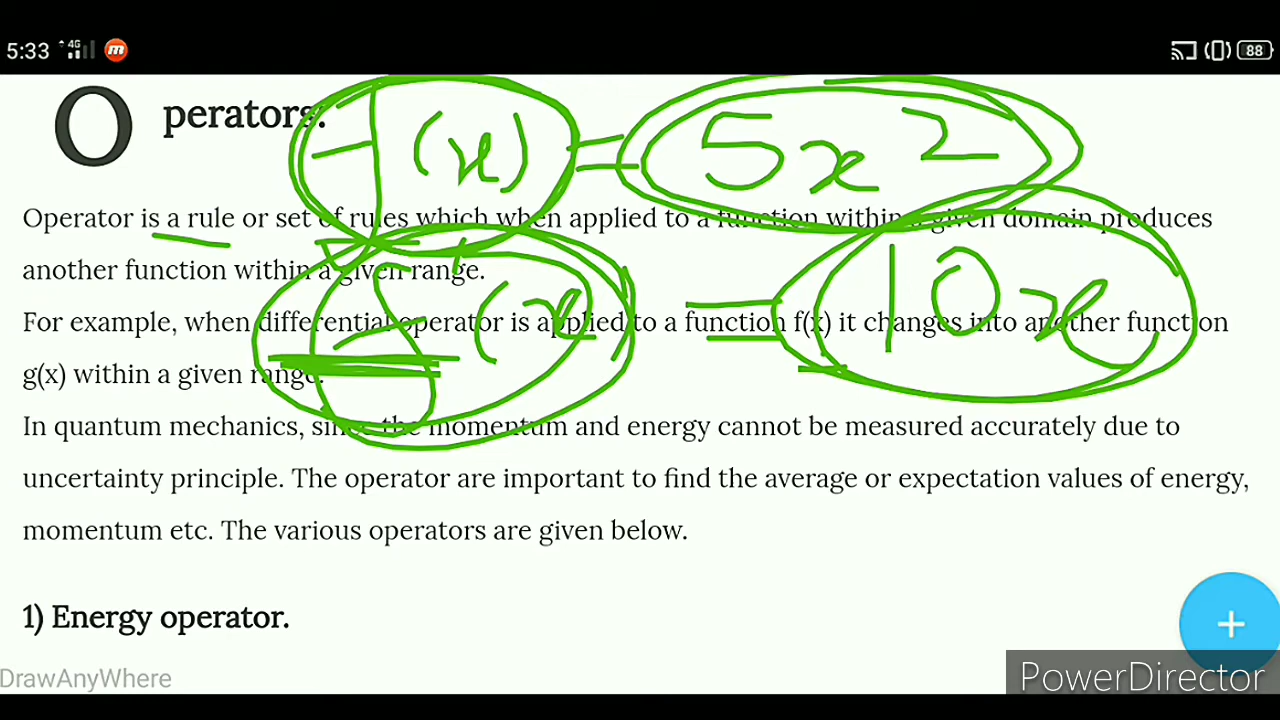 5:33 4G 88
Operators:
f(x) = 5x²
Operator is a rule or set of rules which when applied to a function within a given domain produces
another function within a given range.
f'(x) = 10x
For example, when differential operator is applied to a function f(x) it changes into another function
g(x) within a given range.
In quantum mechanics, since the momentum and energy cannot be measured accurately due to
uncertainty principle. The operator are important to find the average or expectation values of energy,
momentum etc. The various operators are given below.
1) Energy operator.
+
DrawAnyWhere
PowerDirector